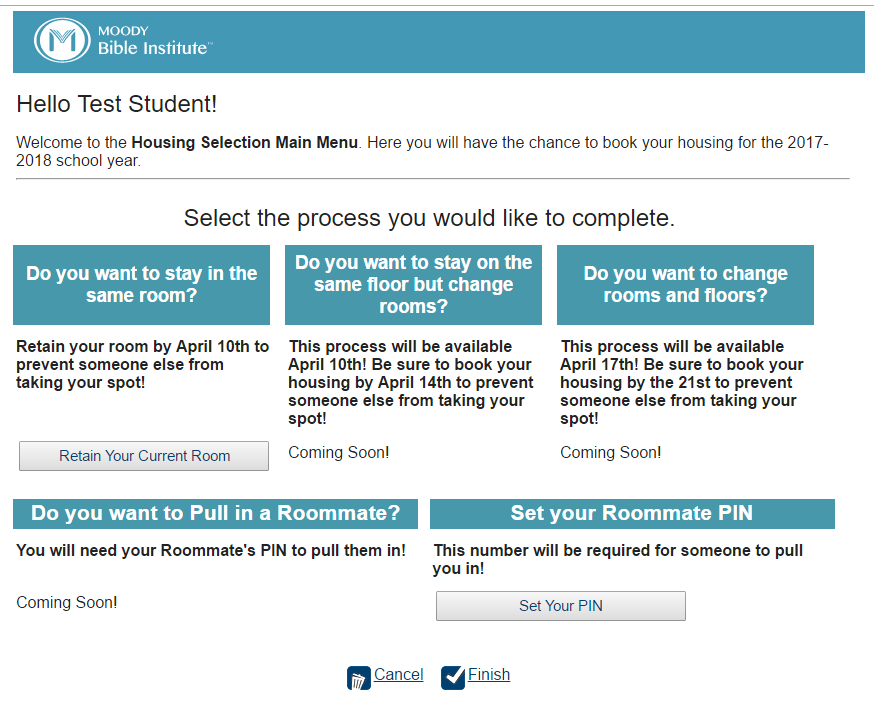 MOODY
Bible Institute™
Hello Test Student!
Welcome to the Housing Selection Main Menu. Here you will have the chance to book your housing for the 2017-
2018 school year.
Select the process you would like to complete.
Do you want to stay in the
same room?
Retain your room by April 10th to
prevent someone else from
taking your spot!
Retain Your Current Room
Do you want to stay on the
same floor but change
rooms?
This process will be available
April 10th! Be sure to book your
housing by April 14th to prevent
someone else from taking your
spot!
Coming Soon!
Do you want to change
rooms and floors?
This process will be available
April 17th! Be sure to book your
housing by the 21st to prevent
someone else from taking your
spot!
Coming Soon!
Do you want to Pull in a Roommate?
You will need your Roommate's PIN to pull them in!
Coming Soon!
Set your Roommate PIN
This number will be required for someone to pull
you in!
Set Your PIN
Cancel
Finish